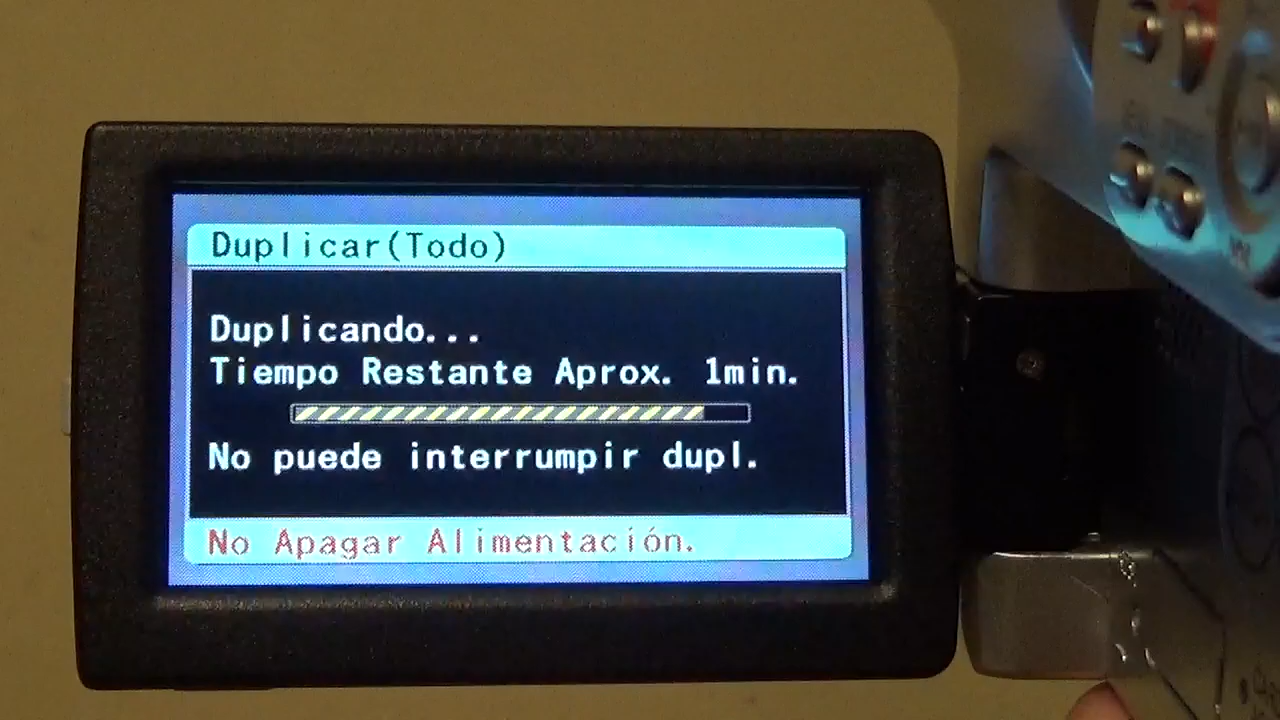 Duplicar(Todo)
Duplicando...
Tiempo Restante Aprox. 1min.
No puede interrumpir dupl.
No Apagar Alimentación.
W